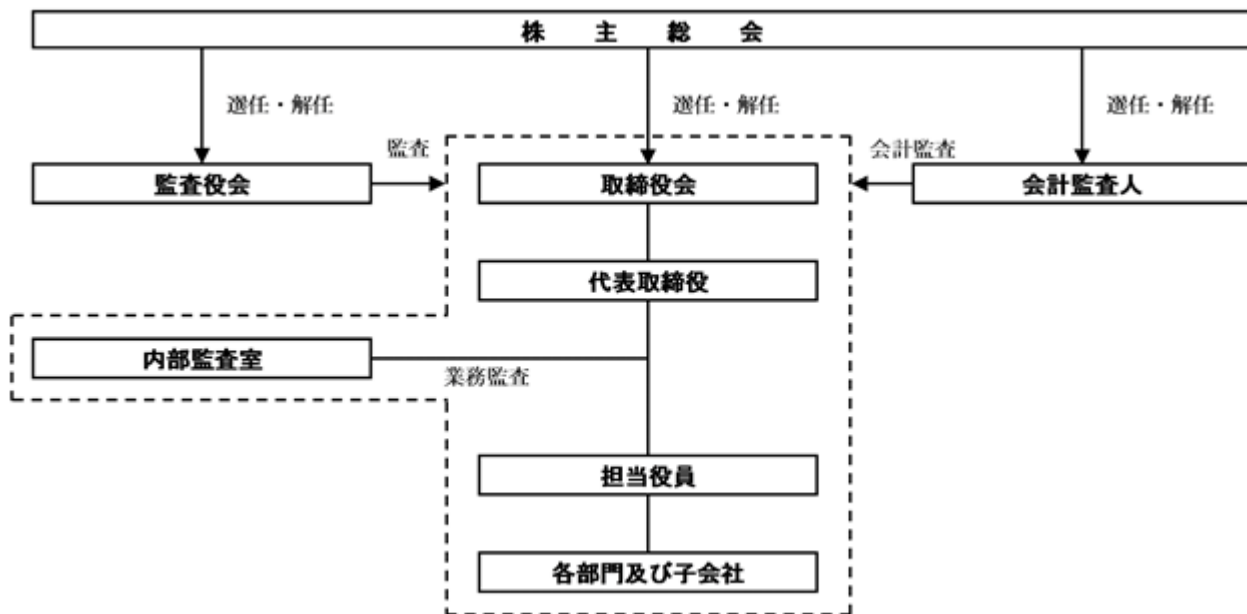 株主総会
選任・解任
選任・解任
選任・解任
監査
会計監査
監査役会
取締役会
会計監査人
代表取締役
内部監査室
業務監査
担当役員
各部門及び子会社